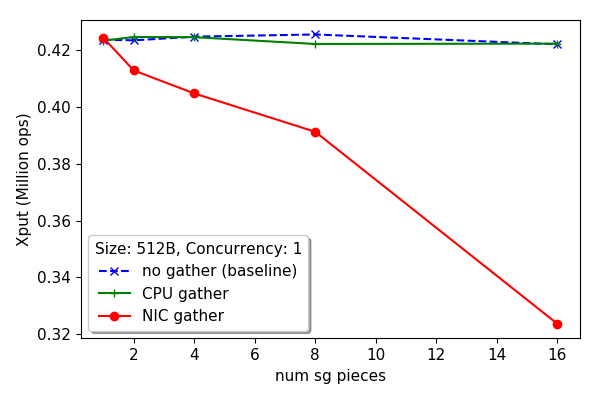 0.42
0.40
0.38
0.36
0.34
0.32
Xput (Million ops)
Size: 512B, Concurrency: 1
no gather (baseline)
CPU gather
NIC gather
2 4 6 8 10 12 14 16
num sg pieces